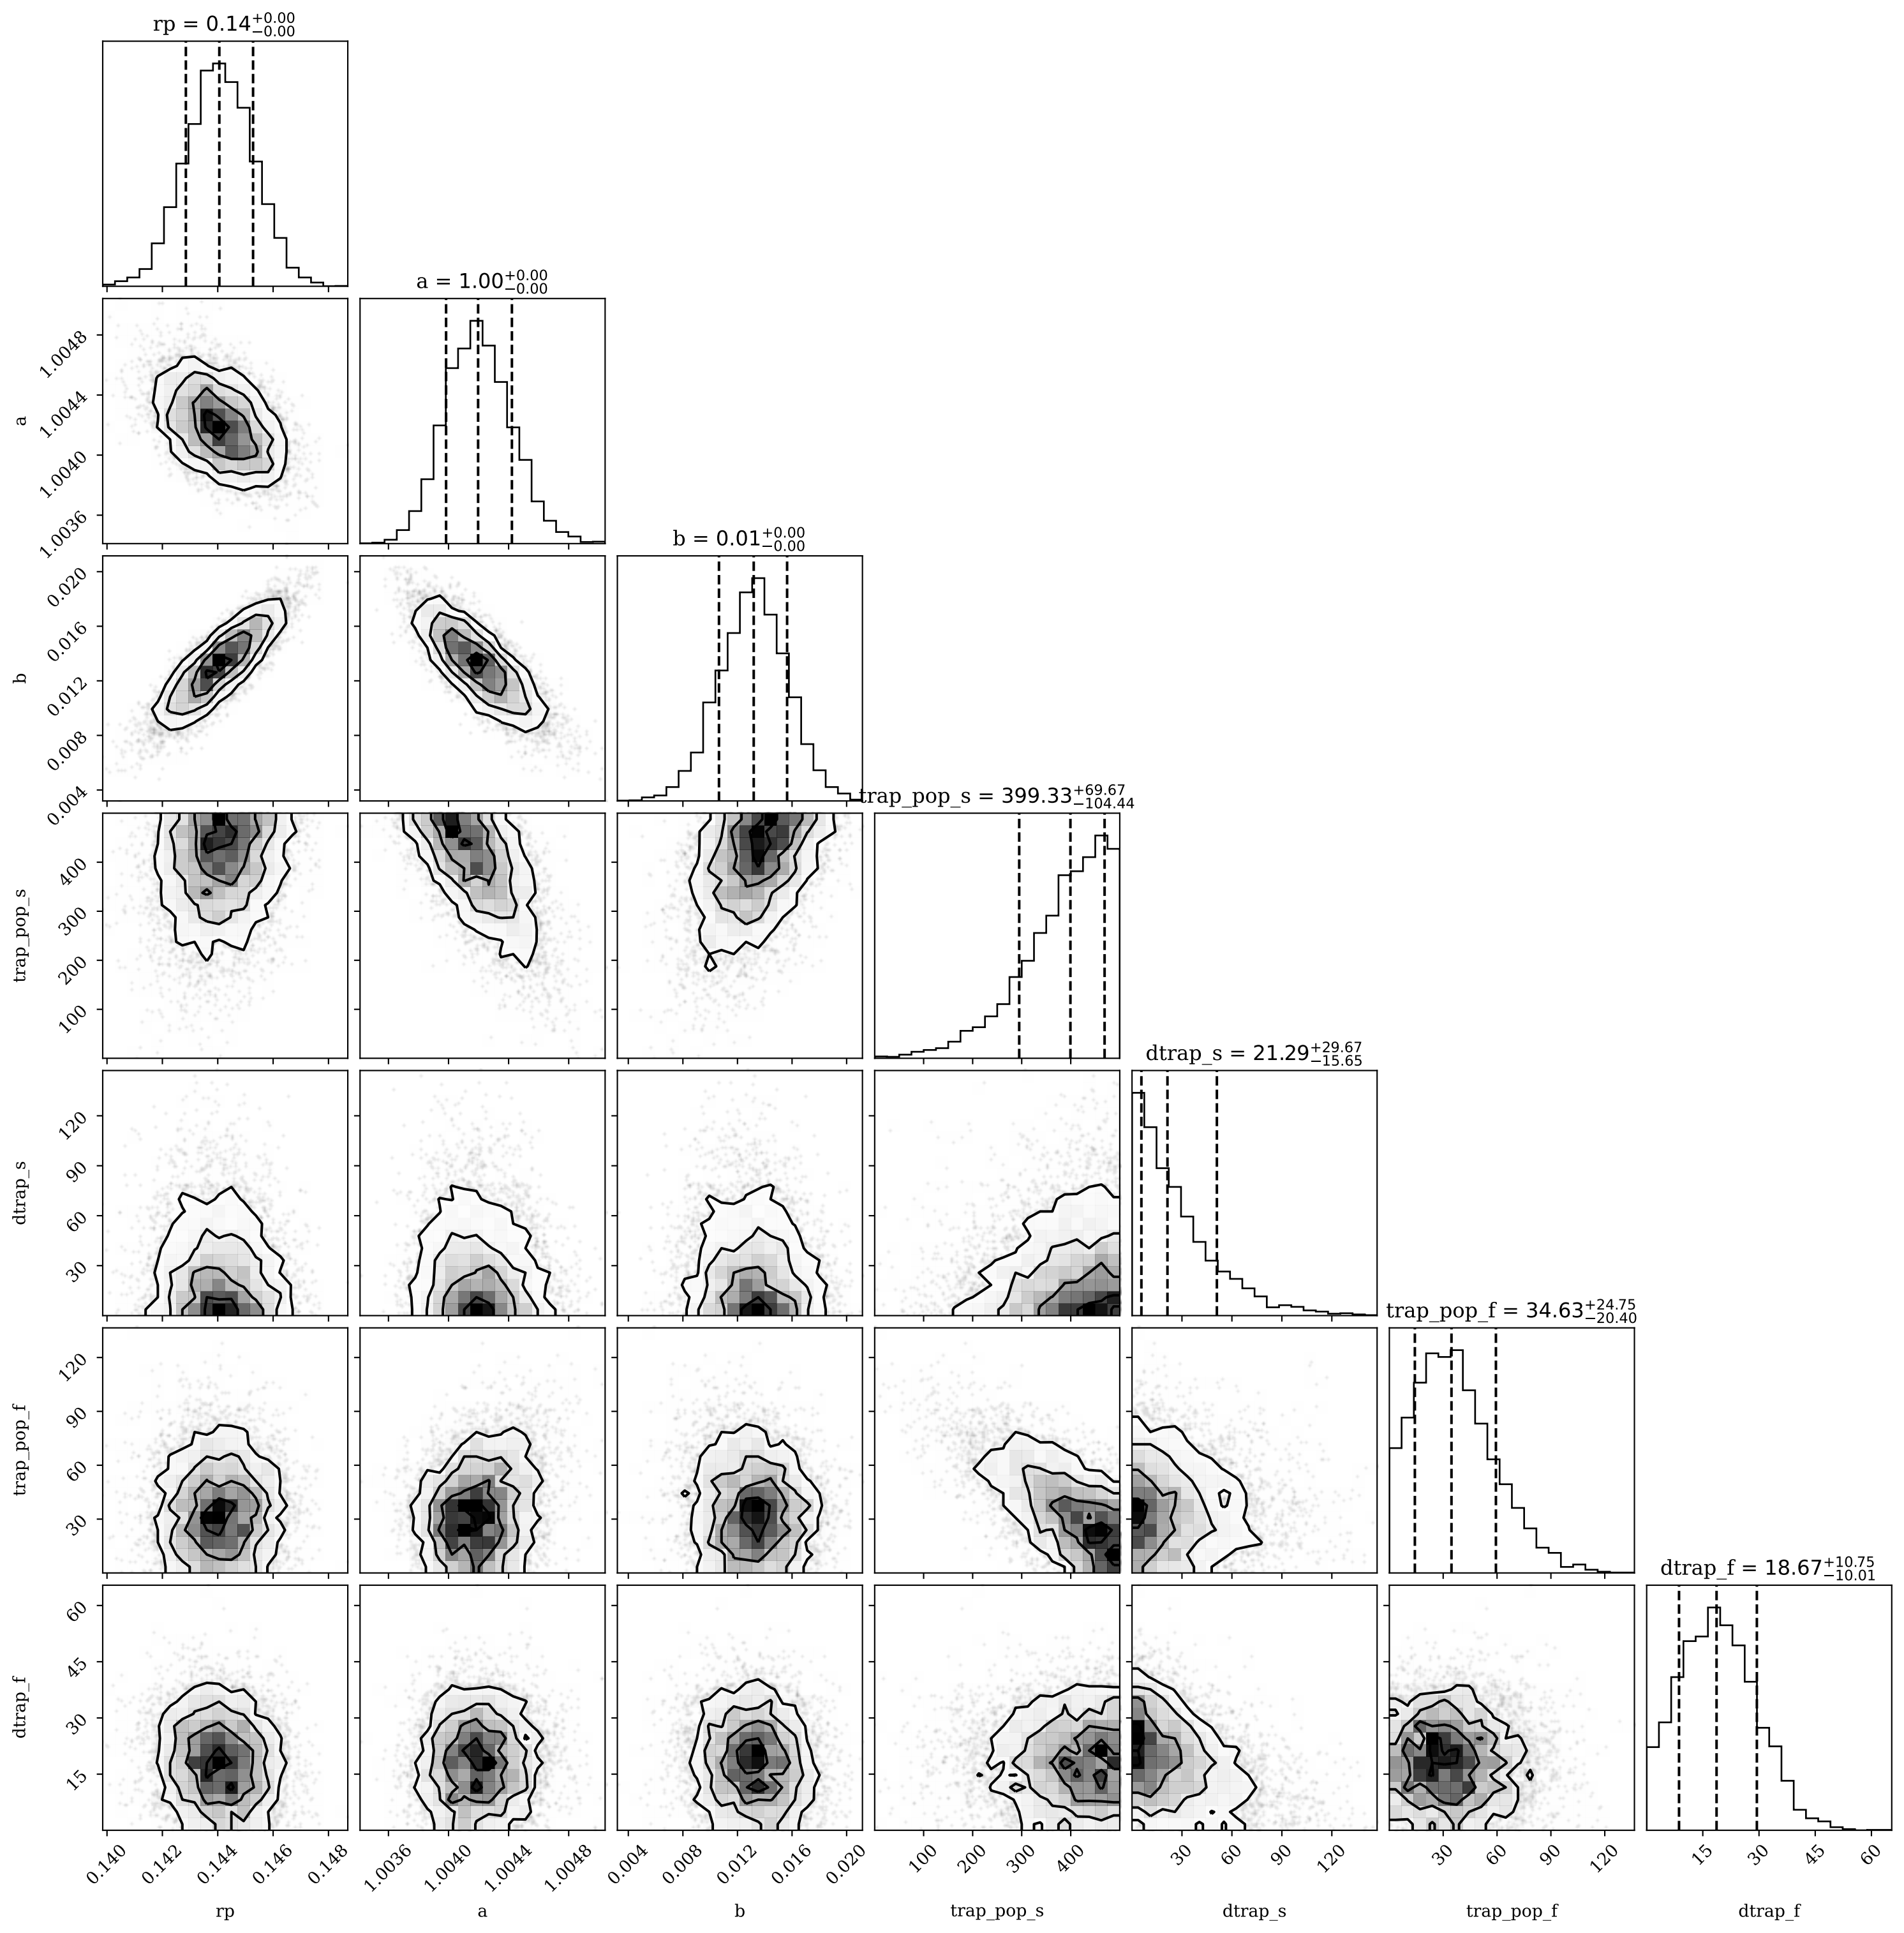 rp = 0.14+0.00 −0.00
a = 1.00+0.00 −0.00
1.0048
1.0044
1.0040
1.0036
a
b = 0.01+0.00 −0.00
0.020
0.016
0.012
0.008
0.004
b
trap_pop_s = 399.33+69.67 −104.44
400
300
200
100
trap_pop_s
dtrap_s = 21.29+29.67 −15.65
120
90
60
30
dtrap_s
trap_pop_f = 34.63+24.75 −20.40
120
90
60
30
trap_pop_f
dtrap_f = 18.67+10.75 −10.01
60
45
30
15
dtrap_f
0.140 0.142 0.144 0.146 0.148 1.0036 1.0040 1.0044 1.0048 0.004 0.008 0.012 0.016 0.020 100 200 300 400 30 60 90 120 30 60 90 120 15 30 45 60
rp a b trap_pop_s dtrap_s trap_pop_f dtrap_f